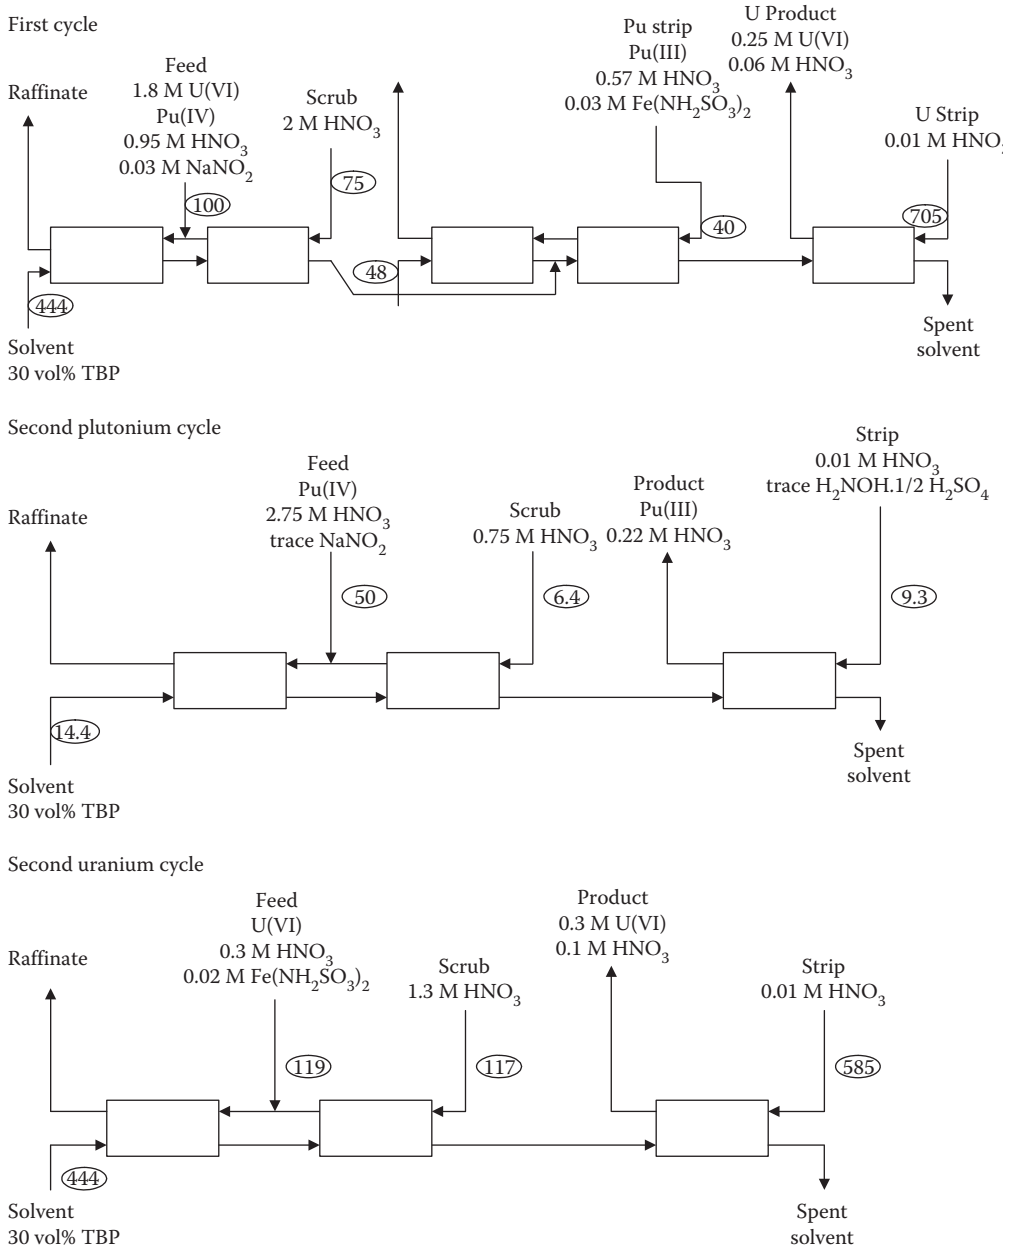 First cycle
Raffinate
Feed
1.8 M U(VI)
Pu(IV)
0.95 M HNO₃
0.03 M NaNO₂
100
Scrub
2 M HNO₃
75
Pu strip
Pu(III)
0.57 M HNO₃
0.03 M Fe(NH₂SO₃)₂
40
U Product
0.25 M U(VI)
0.06 M HNO₃
U Strip
0.01 M HNO₃
705
48
444
Solvent
30 vol% TBP
Spent
solvent
Second plutonium cycle
Raffinate
Feed
Pu(IV)
2.75 M HNO₃
trace NaNO₂
50
Scrub
0.75 M HNO₃
6.4
Product
Pu(III)
0.22 M HNO₃
Strip
0.01 M HNO₃
trace H₂NOH.1/2 H₂SO₄
9.3
14.4
Solvent
30 vol% TBP
Spent
solvent
Second uranium cycle
Raffinate
Feed
U(VI)
0.3 M HNO₃
0.02 M Fe(NH₂SO₃)₂
119
Scrub
1.3 M HNO₃
117
Product
0.3 M U(VI)
0.1 M HNO₃
Strip
0.01 M HNO₃
585
444
Solvent
30 vol% TBP
Spent
solvent